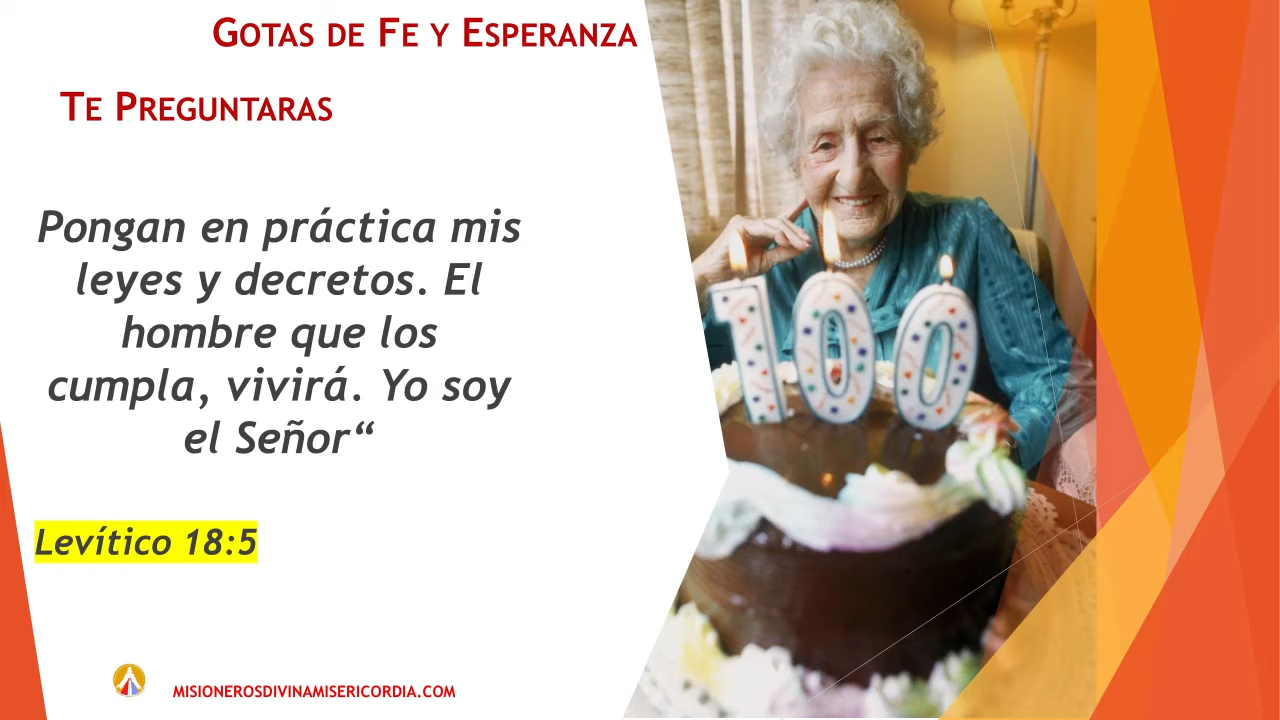 Gotas de Fe y Esperanza
Te Preguntaras
Pongan en práctica mis
leyes y decretos. El
hombre que los
cumpla, vivirá. Yo soy
el Señor“
Levítico 18:5
MISIONEROSDIVINAMISERICORDIA.COM
100